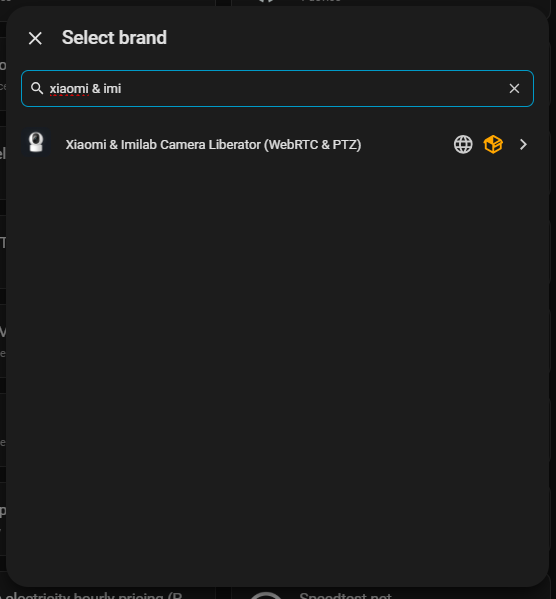 Select brand
xiaomi & imi
Xiaomi & Imilab Camera Liberator (WebRTC & PTZ)
Speedtest.net